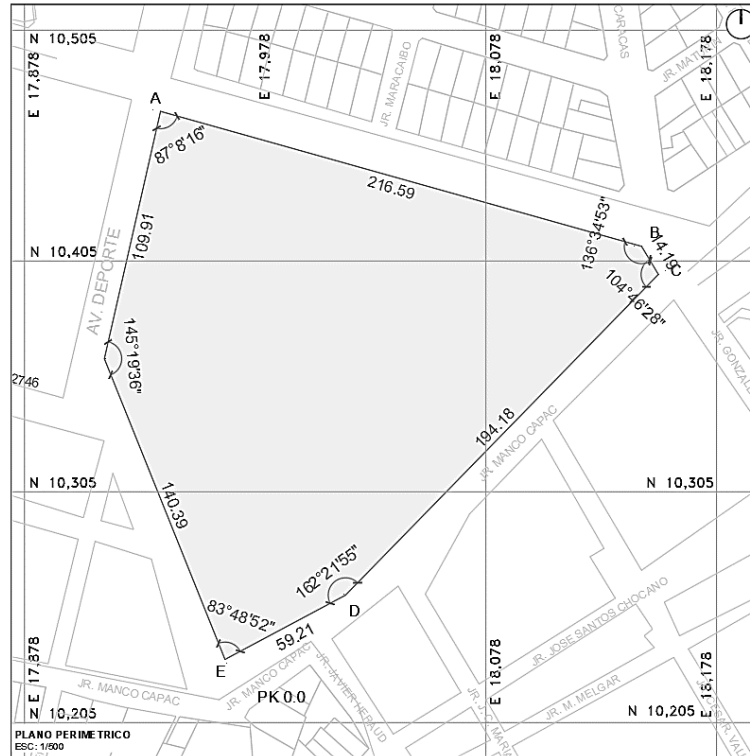 N 10,505
E 17,878
E 17,978
E 18,078
E 18,178
CARACAS
JR. MARACAIBO
A
87°8'16"
216.59
136°34'53"
B
14.19
C
104°46'28"
109.91
AV. DEPORTE
N 10,405
145°19'36"
2746
JR. MANCO CAPAC
194.18
N 10,305
N 10,305
140.39
162°21'55"
D
83°48'52"
59.21
E
JR. JOSE SANTOS CHOCANO
JR. MANCO CAPAC
JR. MANCO CAPAC
JR. JAVIER HERAUD
PK 0.0
JR. M. MELGAR
E 17,878
E 18,078
E 18,178
N 10,205
N 10,205
PLANO PERIMETRICO
ESC: 1/500